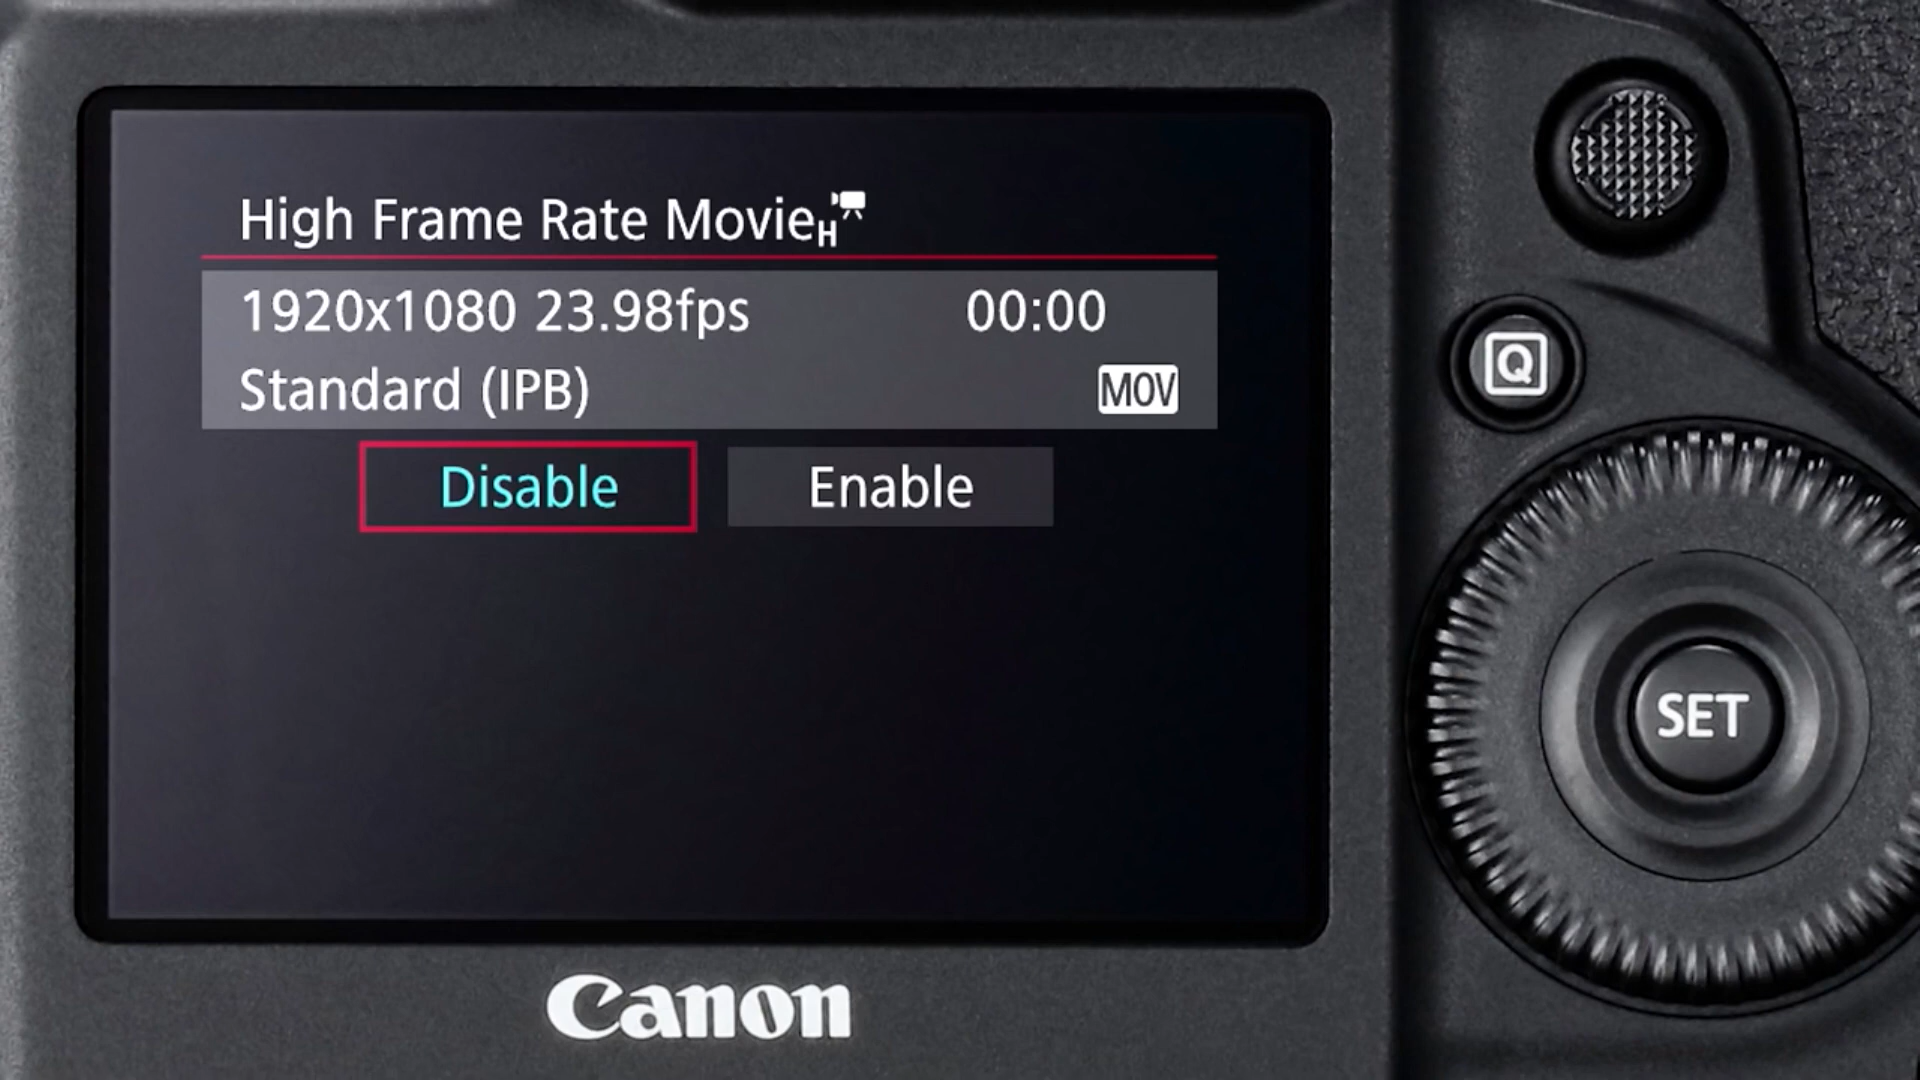 High Frame Rate Movie H
1920x1080 23.98fps 00:00
Standard (IPB) MOV
Disable Enable
Q
SET
Canon